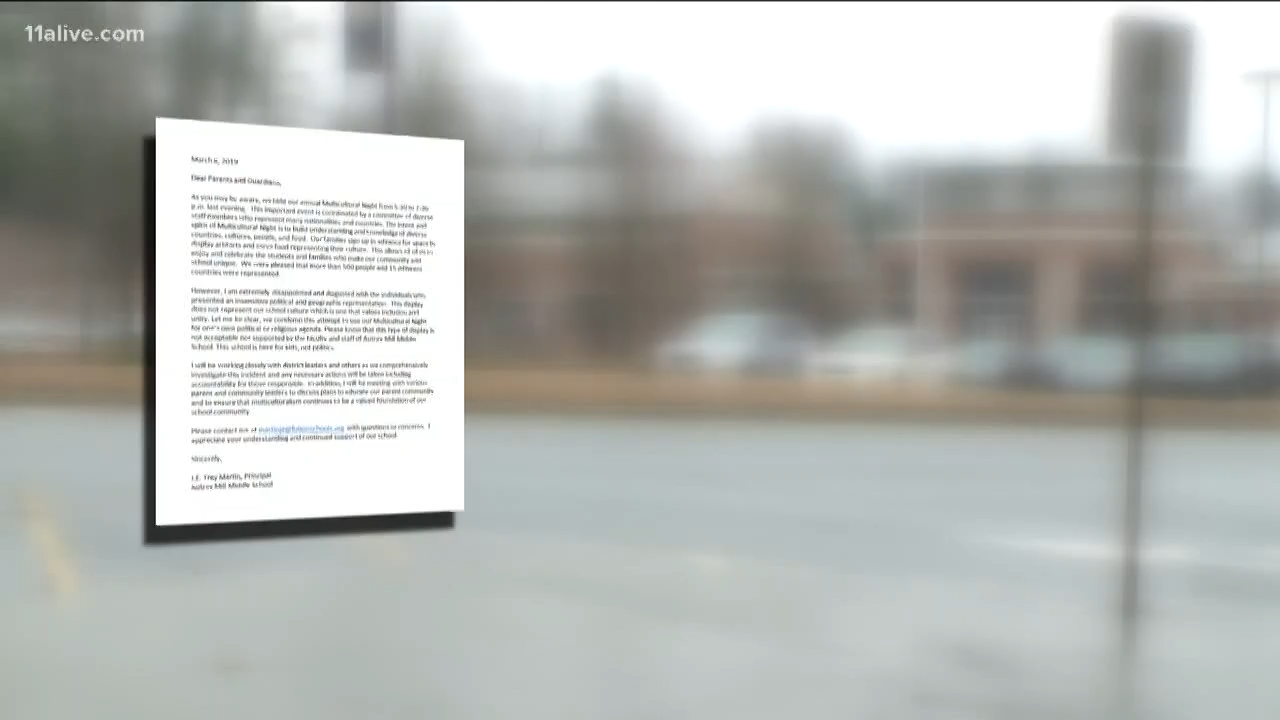 11alive.com
March 6, 2019
Dear Parents and Guardians,
As you may be aware, we held our annual Multicultural Night from 5:30 to 7:30
p.m. last evening. This important event is coordinated by a committee of diverse
staff members who represent many nationalities and countries. The intent and
spirit of Multicultural Night is to build understanding and knowledge of diverse
countries, cultures, people, and food. Our families sign up in advance for space to
display artifacts and serve food representing their culture. This allows all of us to
enjoy and celebrate the students and families who make our community and
school unique. We were pleased that more than 500 people and 15 different
countries were represented.
However, I am extremely disappointed and disgusted with the individuals who
presented an insensitive political and geographic representation. This display
does not represent our school culture which is one that values inclusion and
unity. Let me be clear, we condemn this attempt to use our Multicultural Night
for one's own political or religious agenda. Please know that this type of display is
not acceptable nor supported by the faculty and staff of Autrey Mill Middle
School. This school is here for kids, not politics.
I will be working closely with district leaders and others as we comprehensively
investigate this incident and any necessary actions will be taken including
accountability for those responsible. In addition, I will be meeting with various
parent and community leaders to discuss plans to educate our parent community
and to ensure that multiculturalism continues to be a valued foundation of our
school community.
Please contact me at with questions or concerns. I
appreciate your understanding and continued support of our school.
Sincerely,
J.E. Trey Martin, Principal
Autrey Mill Middle School